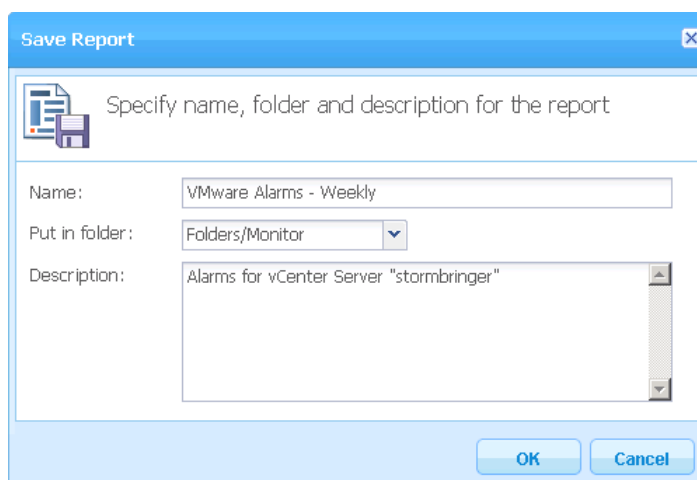 Save Report
Specify name, folder and description for the report
Name: VMware Alarms - Weekly
Put in folder: Folders/Monitor
Description: Alarms for vCenter Server "stormbringer"
OK Cancel